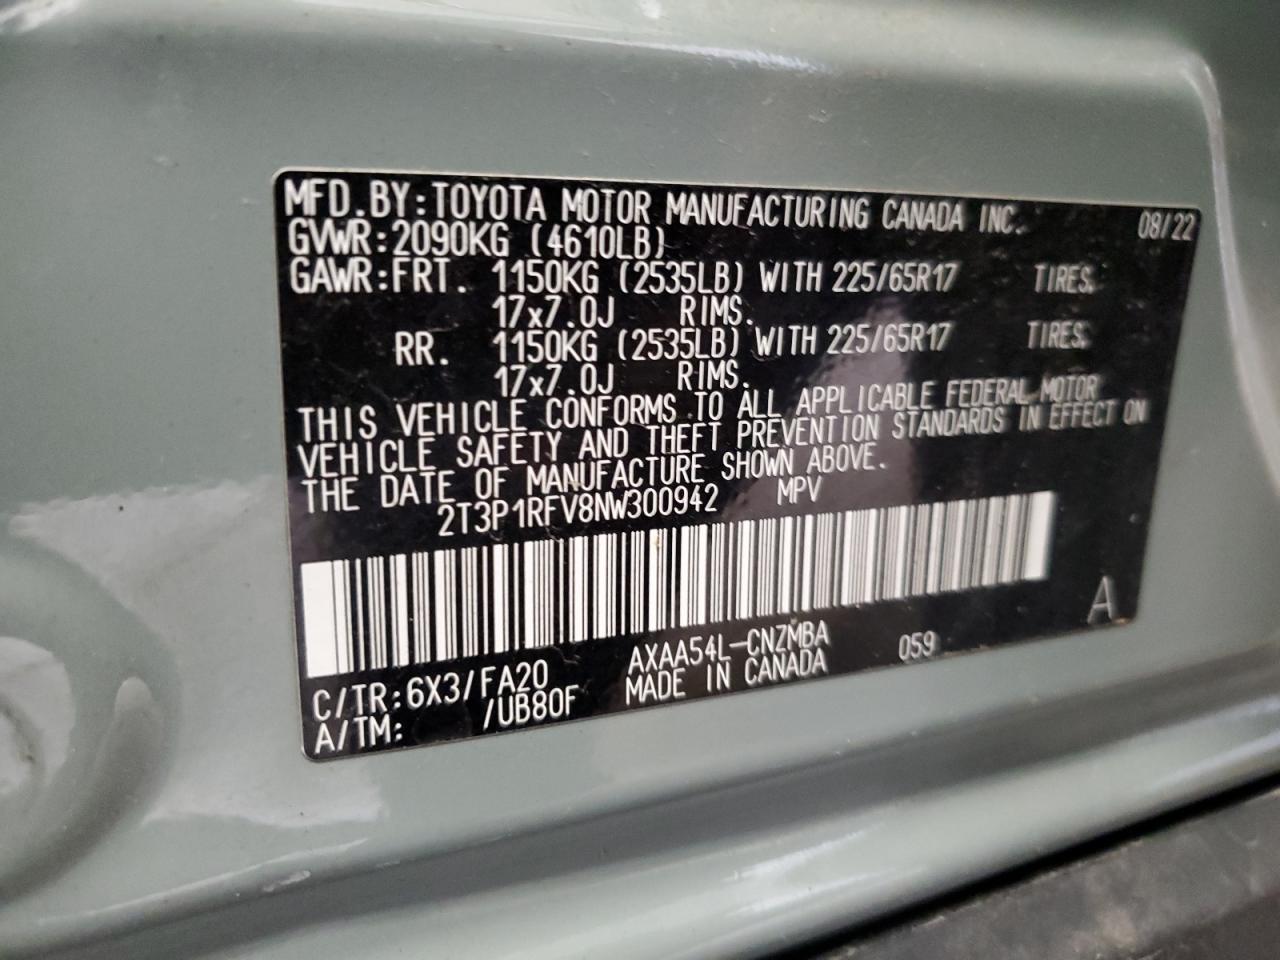 MFD.BY:TOYOTA MOTOR MANUFACTURING CANADA INC. 08/22
GVWR:2090KG (4610LB)
GAWR:FRT. 1150KG (2535LB) WITH 225/65R17 TIRES.
17x7.0J RIMS.
RR. 1150KG (2535LB) WITH 225/65R17 TIRES.
17x7.0J RIMS.
THIS VEHICLE CONFORMS TO ALL APPLICABLE FEDERAL MOTOR
VEHICLE SAFETY AND THEFT PREVENTION STANDARDS IN EFFECT ON
THE DATE OF MANUFACTURE SHOWN ABOVE.
2T3P1RFV8NW300942 MPV
A
C/TR:6X3/FA20 AXAA54L-CNZMBA 059
A/TM: /UB80F MADE IN CANADA